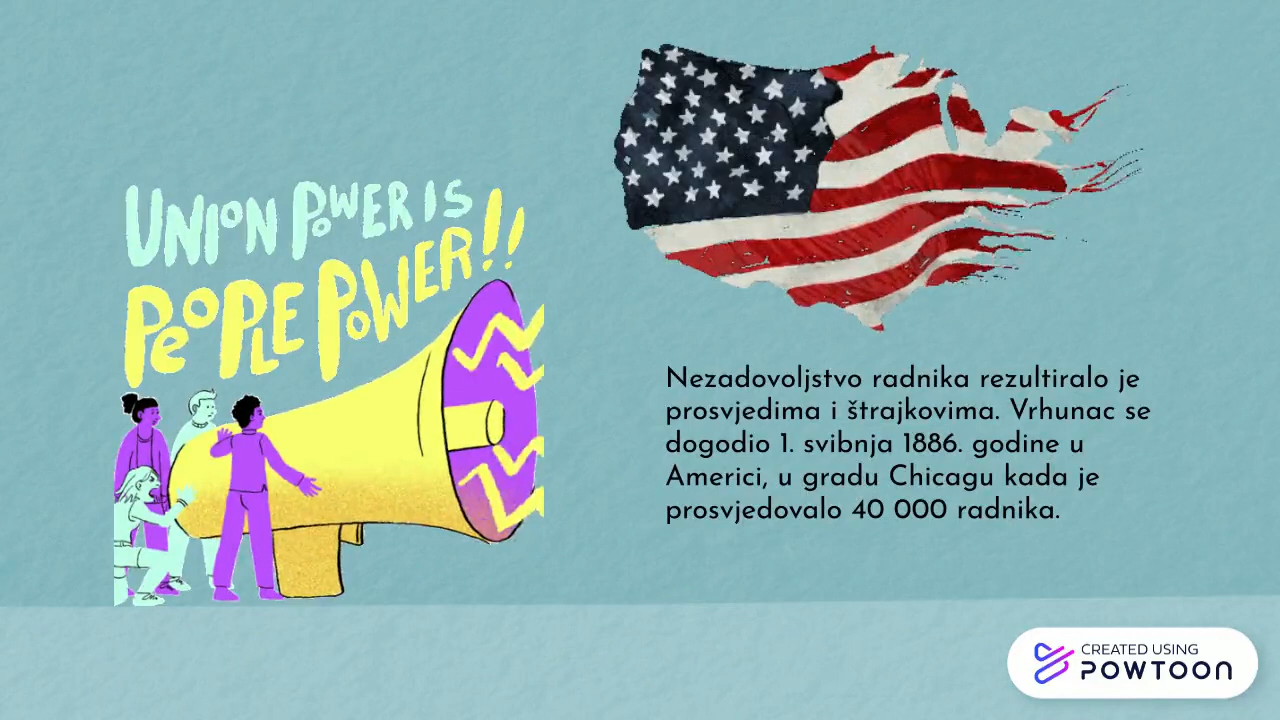 UNION POWER IS
PEOPLE POWER!!
Nezadovoljstvo radnika rezultiralo je
prosvjedima i štrajkovima. Vrhunac se
dogodio 1. svibnja 1886. godine u
Americi, u gradu Chicagu kada je
prosvjedovalo 40 000 radnika.
CREATED USING
POWTOON